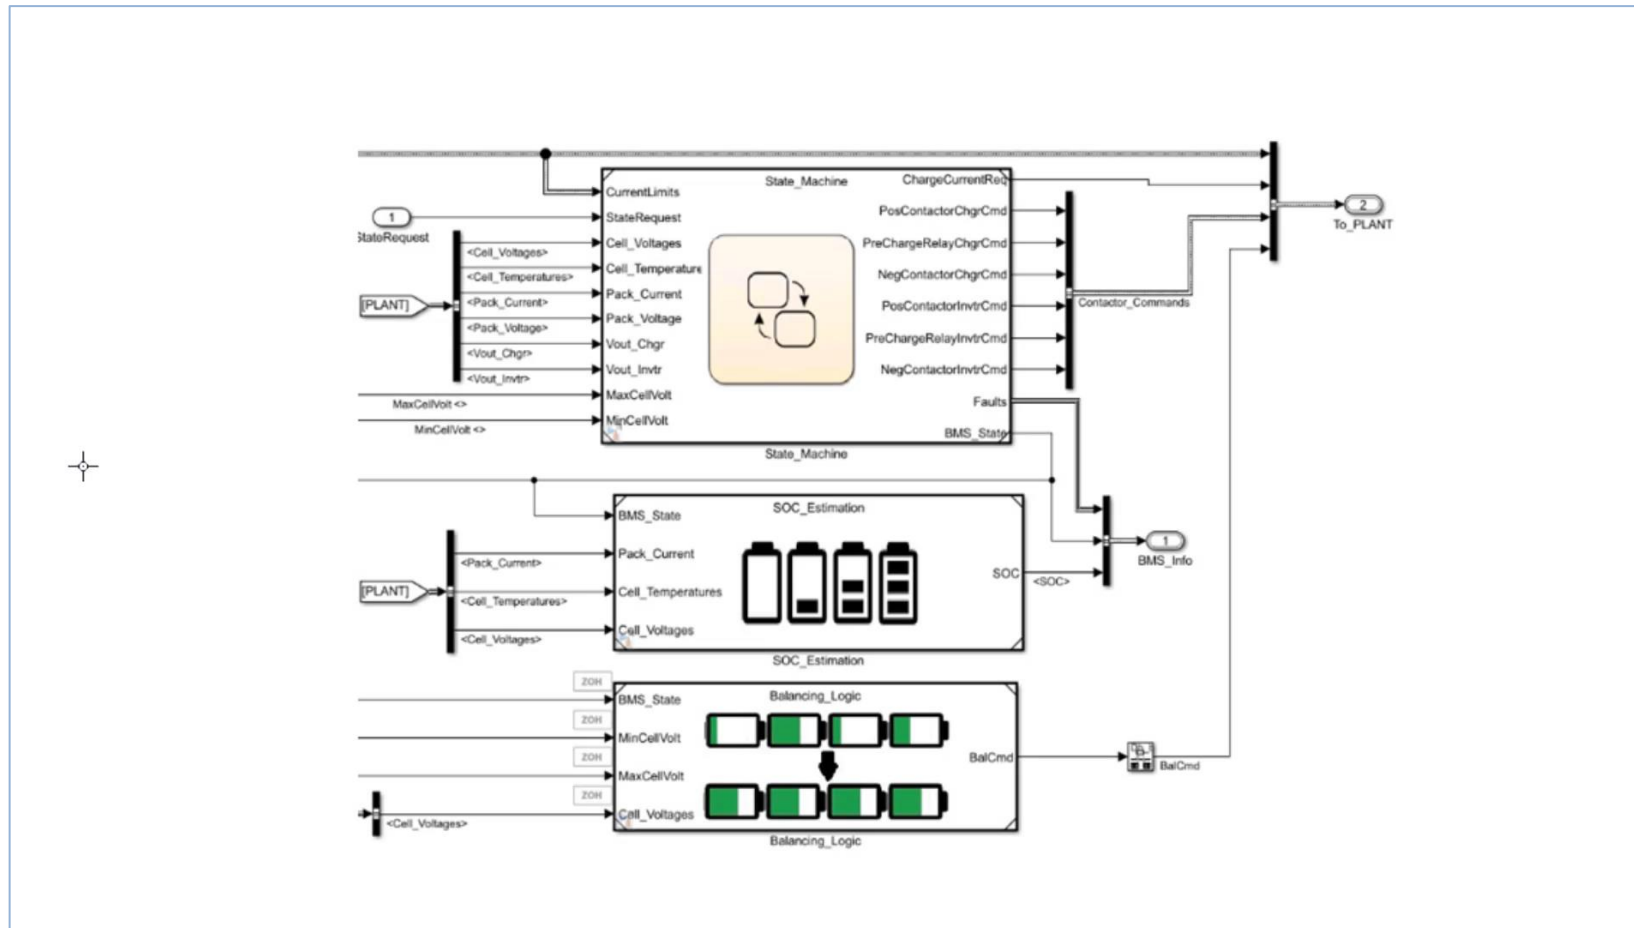 State_Machine
CurrentLimits
StateRequest
Cell_Voltages
Cell_Temperature
Pack_Current
Pack_Voltage
Vout_Chgr
Vout_Invtr
MaxCellVolt
MinCellVolt
ChargeCurrentReq
PosContactorChgrCmd
PreChargeRelayChgrCmd
NegContactorChgrCmd
PosContactorInvtrCmd
PreChargeRelayInvtrCmd
NegContactorInvtrCmd
Faults
BMS_State
State_Machine
1
StateRequest
[PLANT]
<Cell_Voltages>
<Cell_Temperatures>
<Pack_Current>
<Pack_Voltage>
<Vout_Chgr>
<Vout_Invtr>
MaxCellVolt <>
MinCellVolt <>
Contactor_Commands
2
To_PLANT
SOC_Estimation
BMS_State
Pack_Current
Cell_Temperatures
Cell_Voltages
SOC
SOC_Estimation
[PLANT]
<Pack_Current>
<Cell_Temperatures>
<Cell_Voltages>
<SOC>
1
BMS_Info
ZOH
ZOH
ZOH
ZOH
Balancing_Logic
BMS_State
MinCellVolt
MaxCellVolt
Cell_Voltages
BalCmd
Balancing_Logic
<Cell_Voltages>
BalCmd